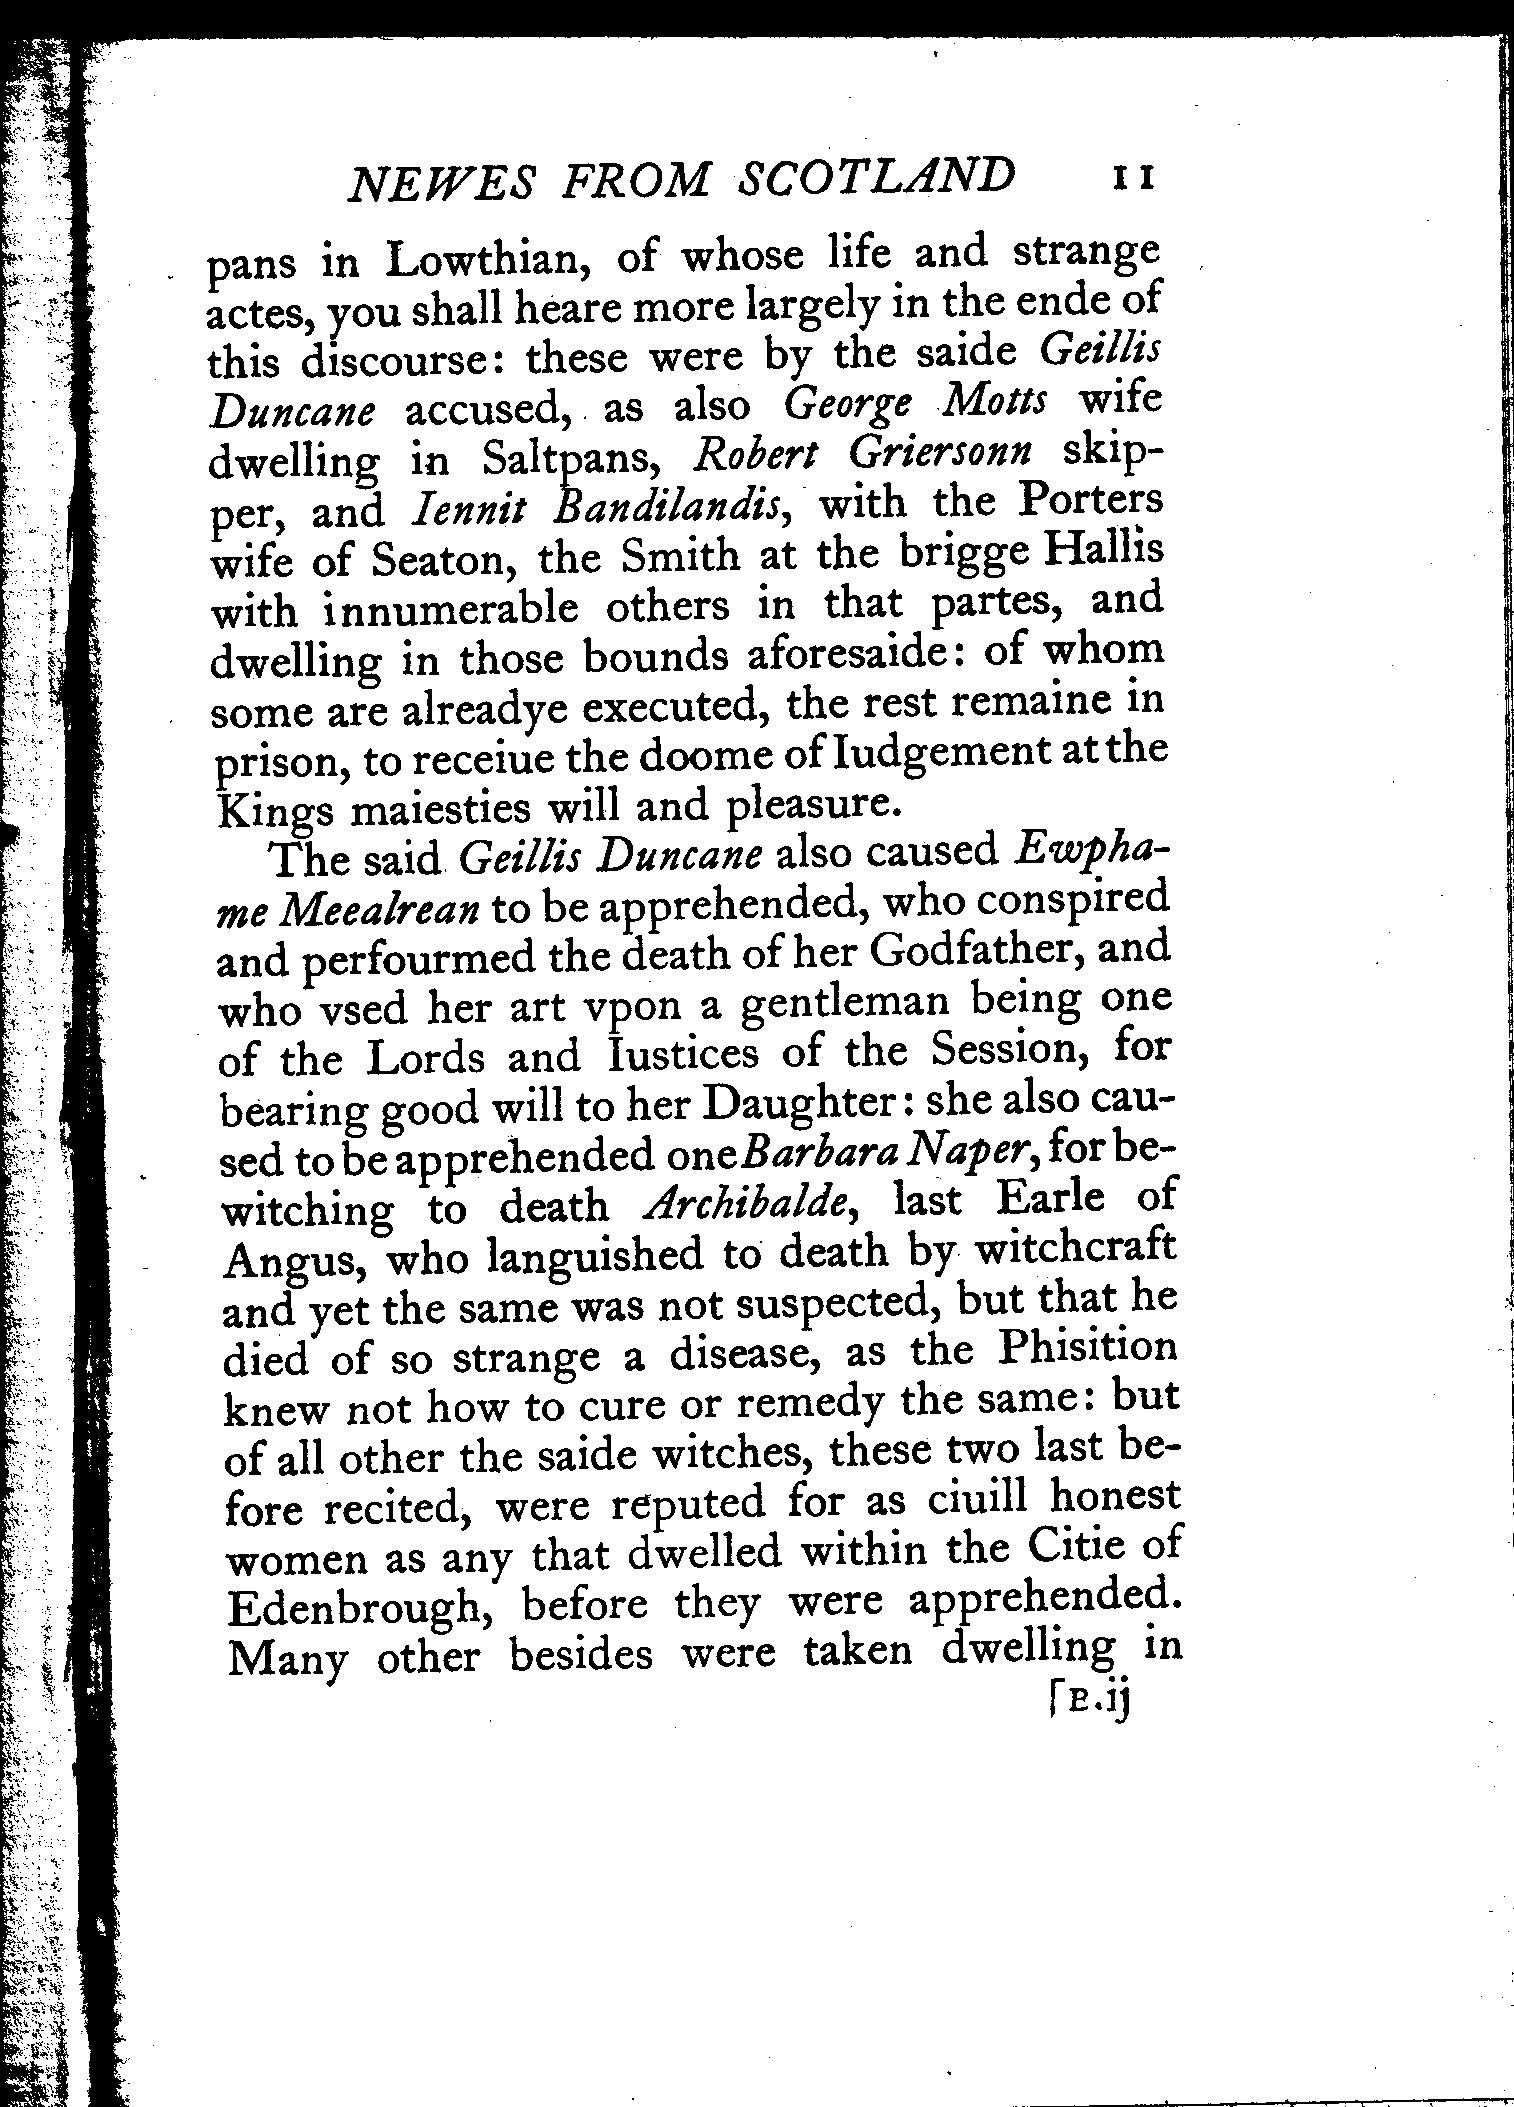 NEWES FROM SCOTLAND 11
pans in Lowthian, of whose life and strange
actes, you shall heare more largely in the ende of
this discourse: these were by the saide Geillis
Duncane accused, as also George Motts wife
dwelling in Saltpans, Robert Griersonn skip-
per, and Iennit Bandilandis, with the Porters
wife of Seaton, the Smith at the brigge Hallis
with innumerable others in that partes, and
dwelling in those bounds aforesaide: of whom
some are alreadye executed, the rest remaine in
prison, to receiue the doome of Iudgement at the
Kings maiesties will and pleasure.
The said Geillis Duncane also caused Ewpha-
me Meealrean to be apprehended, who conspired
and perfourmed the death of her Godfather, and
who vsed her art vpon a gentleman being one
of the Lords and Iustices of the Session, for
bearing good will to her Daughter: she also cau-
sed to be apprehended one Barbara Naper, for be-
witching to death Archibalde, last Earle of
Angus, who languished to death by witchcraft
and yet the same was not suspected, but that he
died of so strange a disease, as the Phisition
knew not how to cure or remedy the same: but
of all other the saide witches, these two last be-
fore recited, were reputed for as ciuill honest
women as any that dwelled within the Citie of
Edenbrough, before they were apprehended.
Many other besides were taken dwelling in
⌈B.ij